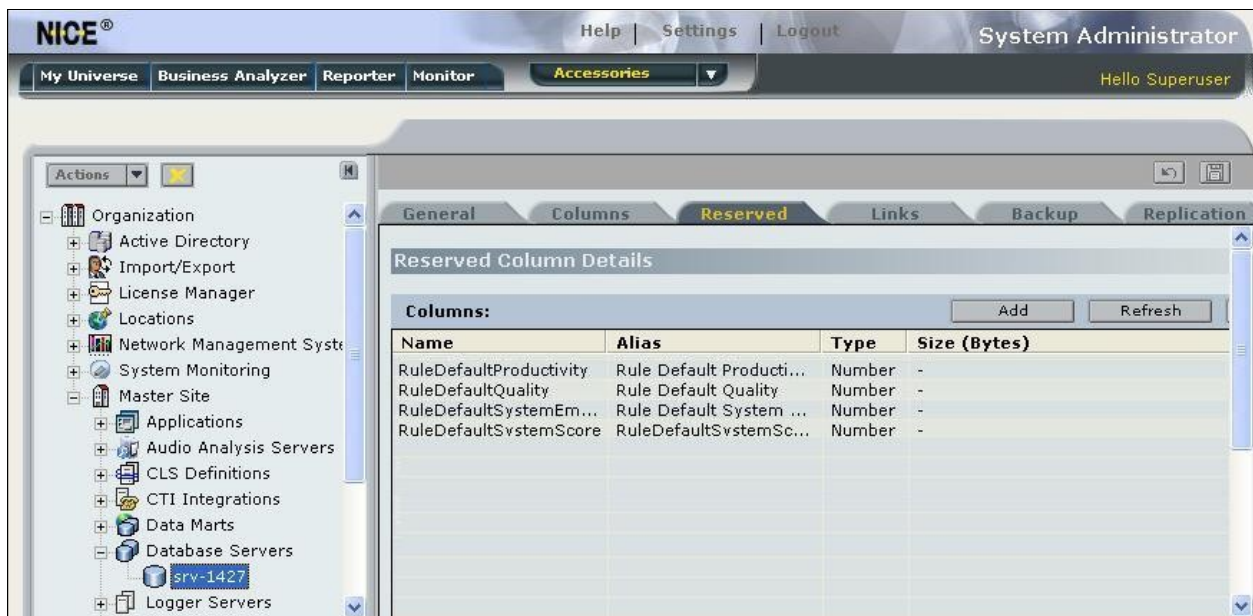 NICE®
Help | Settings | Logout
System Administrator
My Universe Business Analyzer Reporter Monitor
Accessories
Hello Superuser
Actions
Organization
Active Directory
Import/Export
License Manager
Locations
Network Management Syste
System Monitoring
Master Site
Applications
Audio Analysis Servers
CLS Definitions
CTI Integrations
Data Marts
Database Servers
srv-1427
Logger Servers
General Columns Reserved Links Backup Replication
Reserved Column Details
Columns: Add Refresh
Name Alias Type Size (Bytes)
RuleDefaultProductivity Rule Default Producti... Number -
RuleDefaultQuality Rule Default Quality Number -
RuleDefaultSystemEm... Rule Default System ... Number -
RuleDefaultSystemScore RuleDefaultSystemSc... Number -